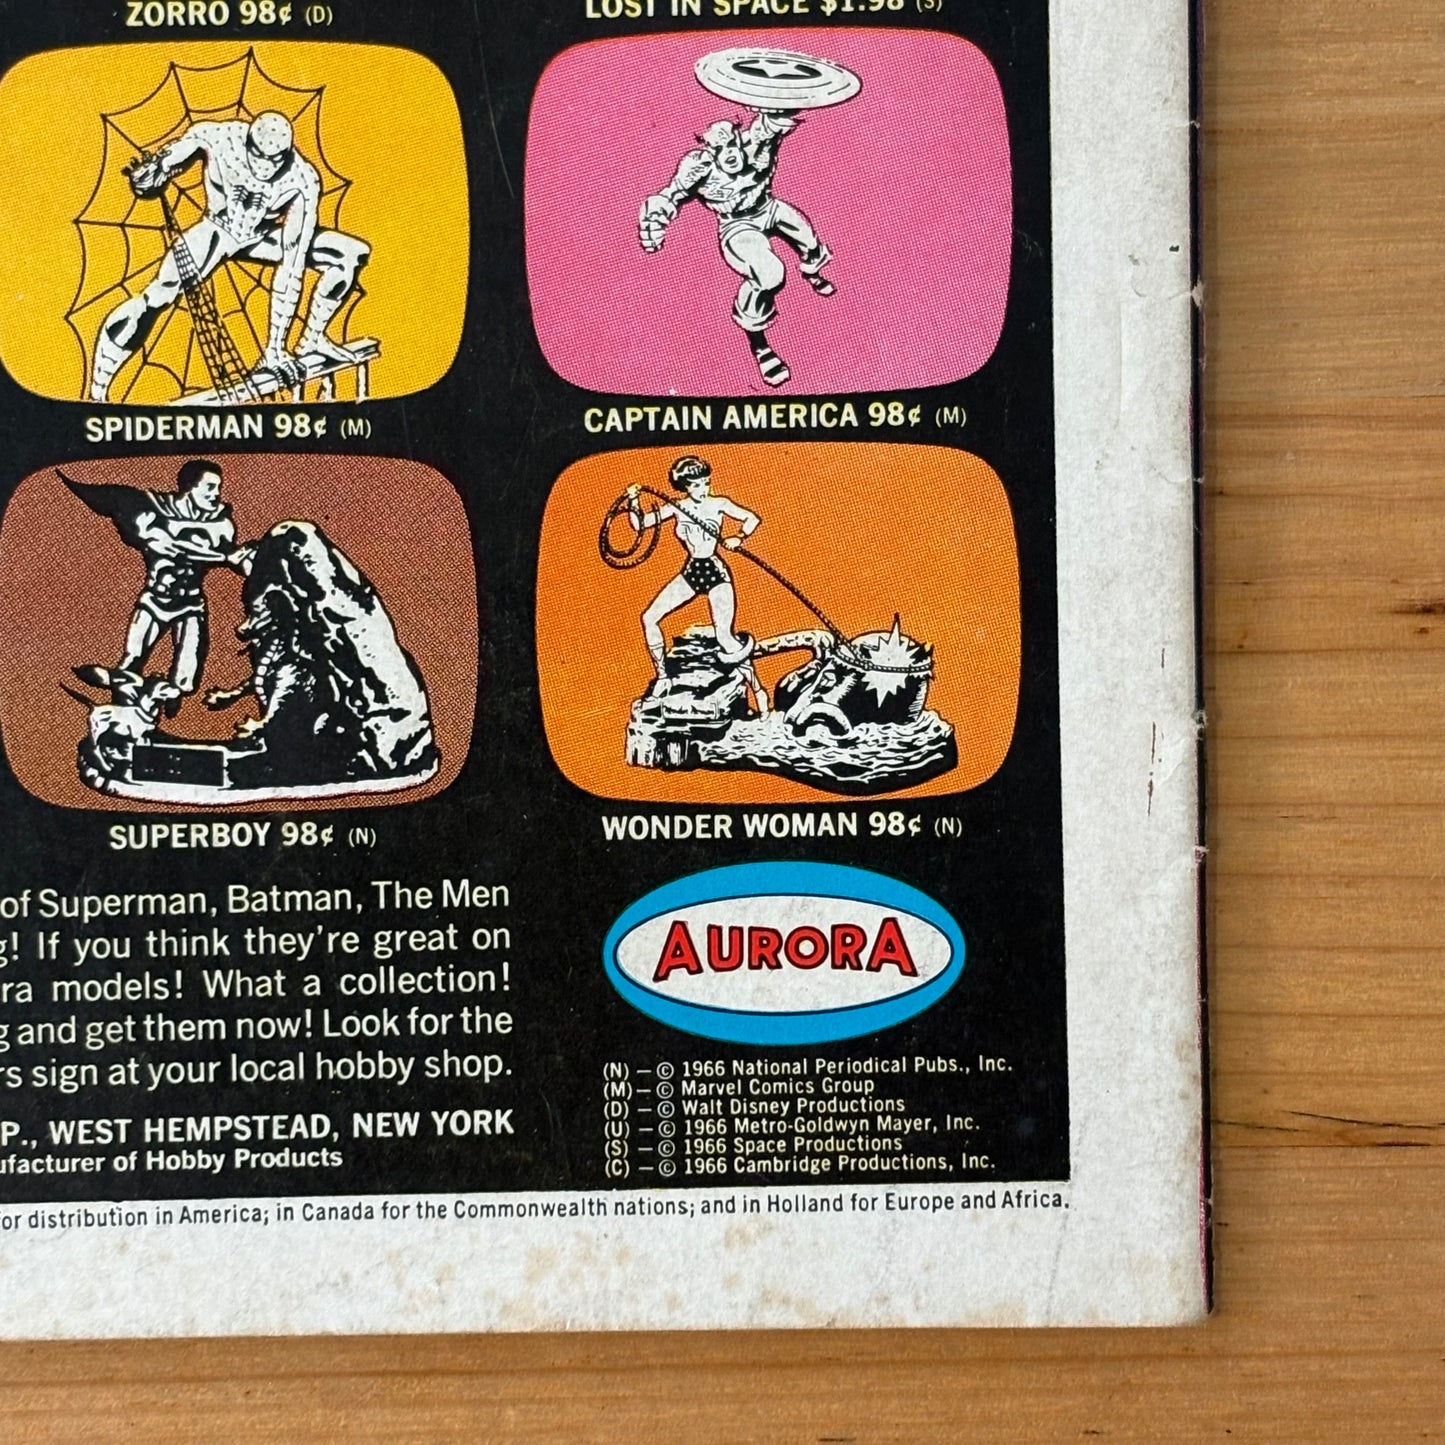 ZORRO 98¢ (D)
LOST IN SPACE $1.98 (S)
SPIDERMAN 98¢ (M)
CAPTAIN AMERICA 98¢ (M)
SUPERBOY 98¢ (N)
WONDER WOMAN 98¢ (N)
of Superman, Batman, The Men
g! If you think they're great on
ra models! What a collection!
g and get them now! Look for the
rs sign at your local hobby shop.
P., WEST HEMPSTEAD, NEW YORK
ufacturer of Hobby Products
AURORA
(N) — © 1966 National Periodical Pubs., Inc.
(M) — © Marvel Comics Group
(D) — © Walt Disney Productions
(U) — © 1966 Metro-Goldwyn Mayer, Inc.
(S) — © 1966 Space Productions
(C) — © 1966 Cambridge Productions, Inc.
or distribution in America; in Canada for the Commonwealth nations; and in Holland for Europe and Africa.